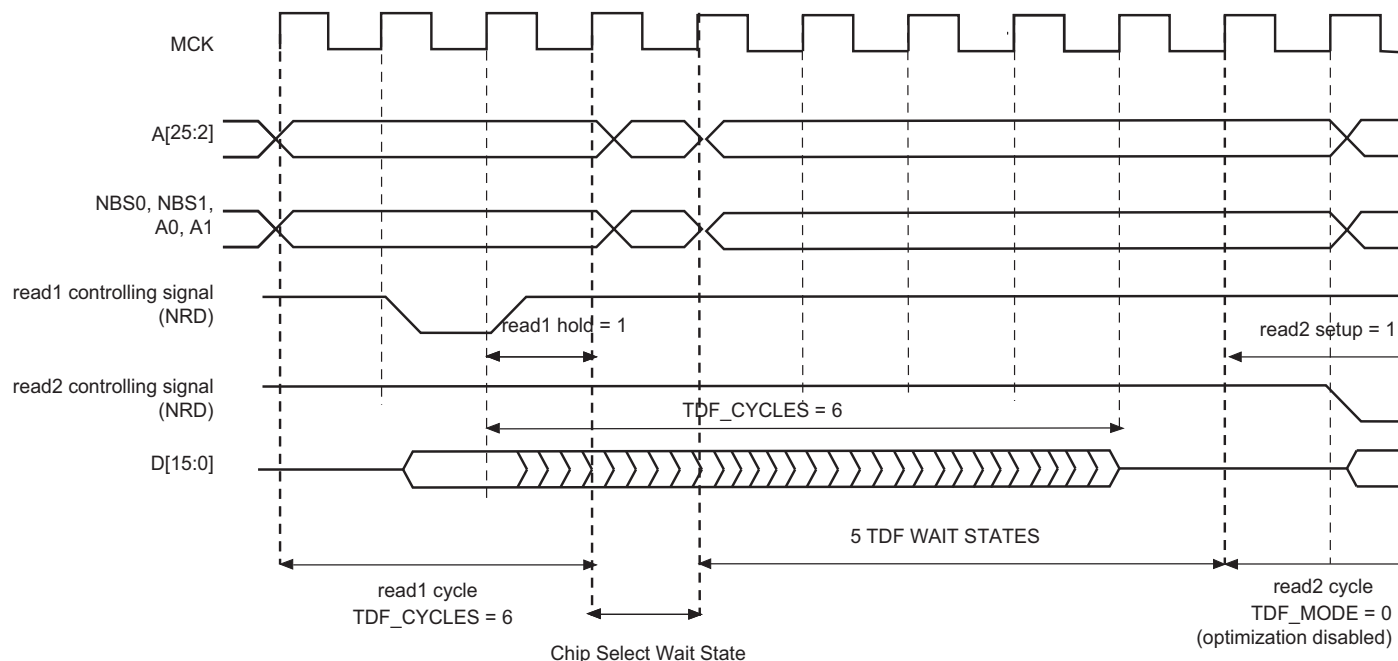 MCK
A[25:2]
NBS0, NBS1,
A0, A1
read1 controlling signal
(NRD)
read1 hold = 1
read2 setup = 1
read2 controlling signal
(NRD)
TDF_CYCLES = 6
D[15:0]
5 TDF WAIT STATES
read1 cycle
TDF_CYCLES = 6
read2 cycle
TDF_MODE = 0
(optimization disabled)
Chip Select Wait State